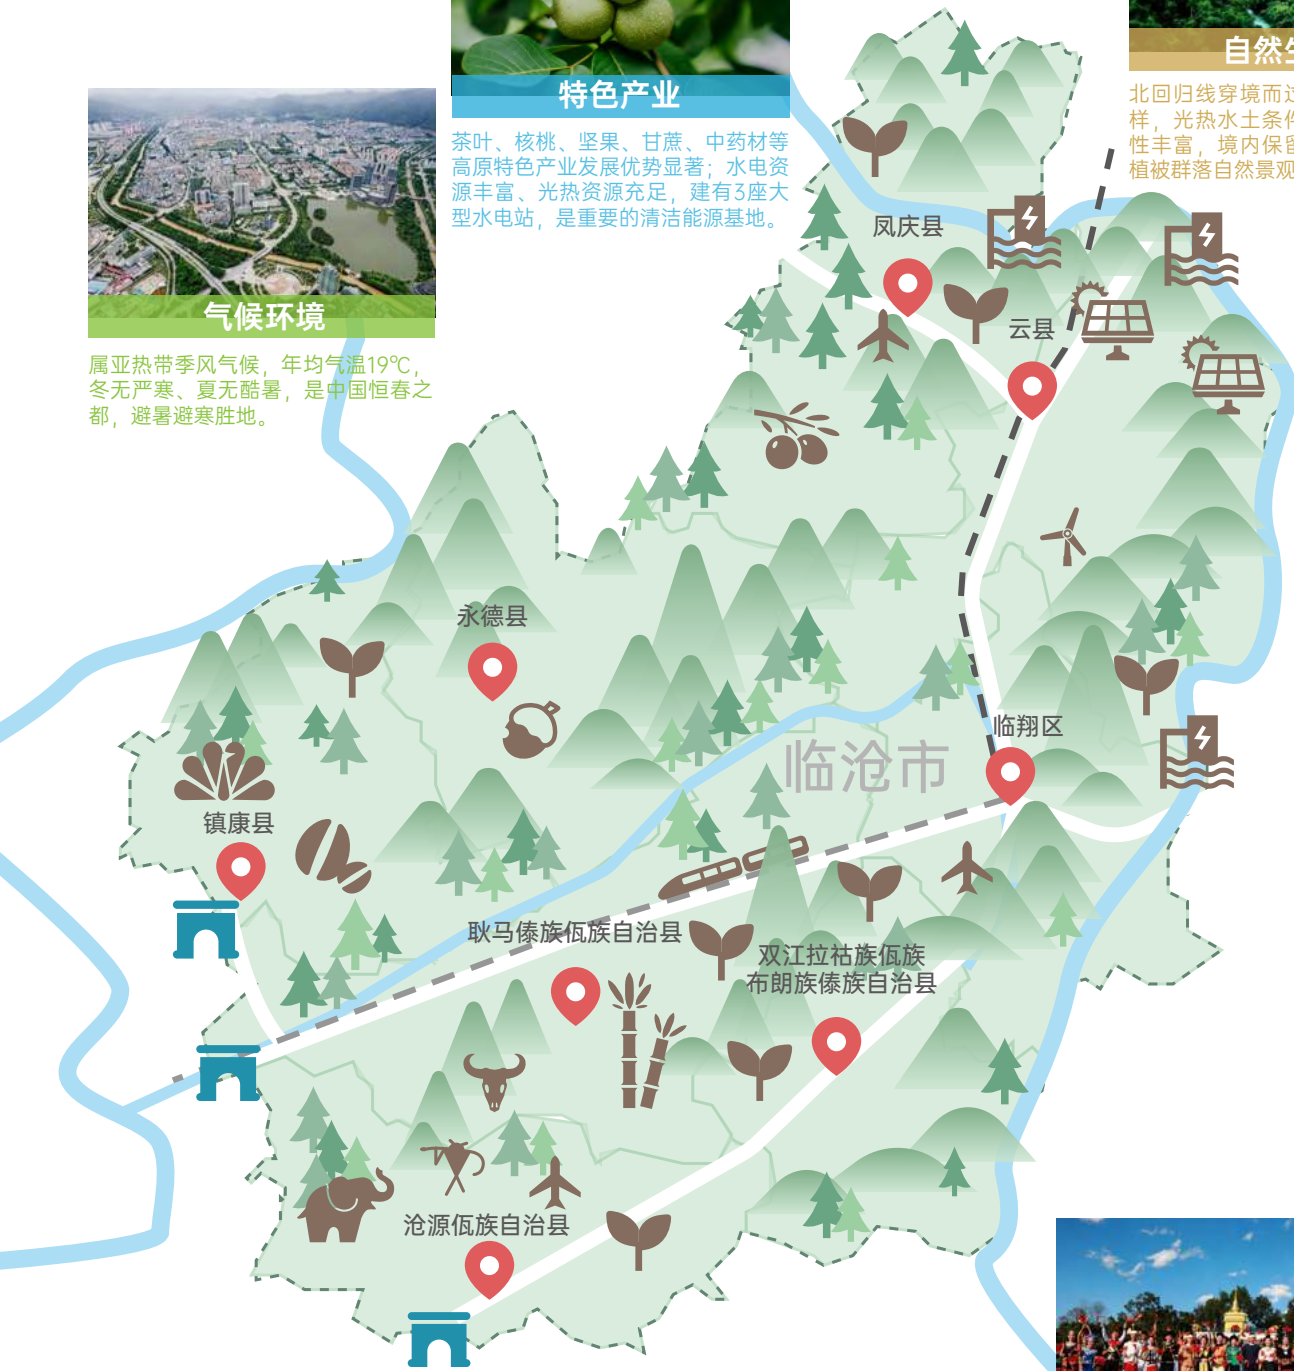 特色产业
茶叶、核桃、坚果、甘蔗、中药材等
高原特色产业发展优势显著；水电资
源丰富、光热资源充足，建有3座大
型水电站，是重要的清洁能源基地。
自然生
北回归线穿境而过
样，光热水土条件
性丰富，境内保留
植被群落自然景观
气候环境
属亚热带季风气候，年均气温19℃，
冬无严寒、夏无酷暑，是中国恒春之
都，避暑避寒胜地。
凤庆县
云县
永德县
临翔区
临沧市
镇康县
耿马傣族佤族自治县
双江拉祜族佤族
布朗族傣族自治县
沧源佤族自治县